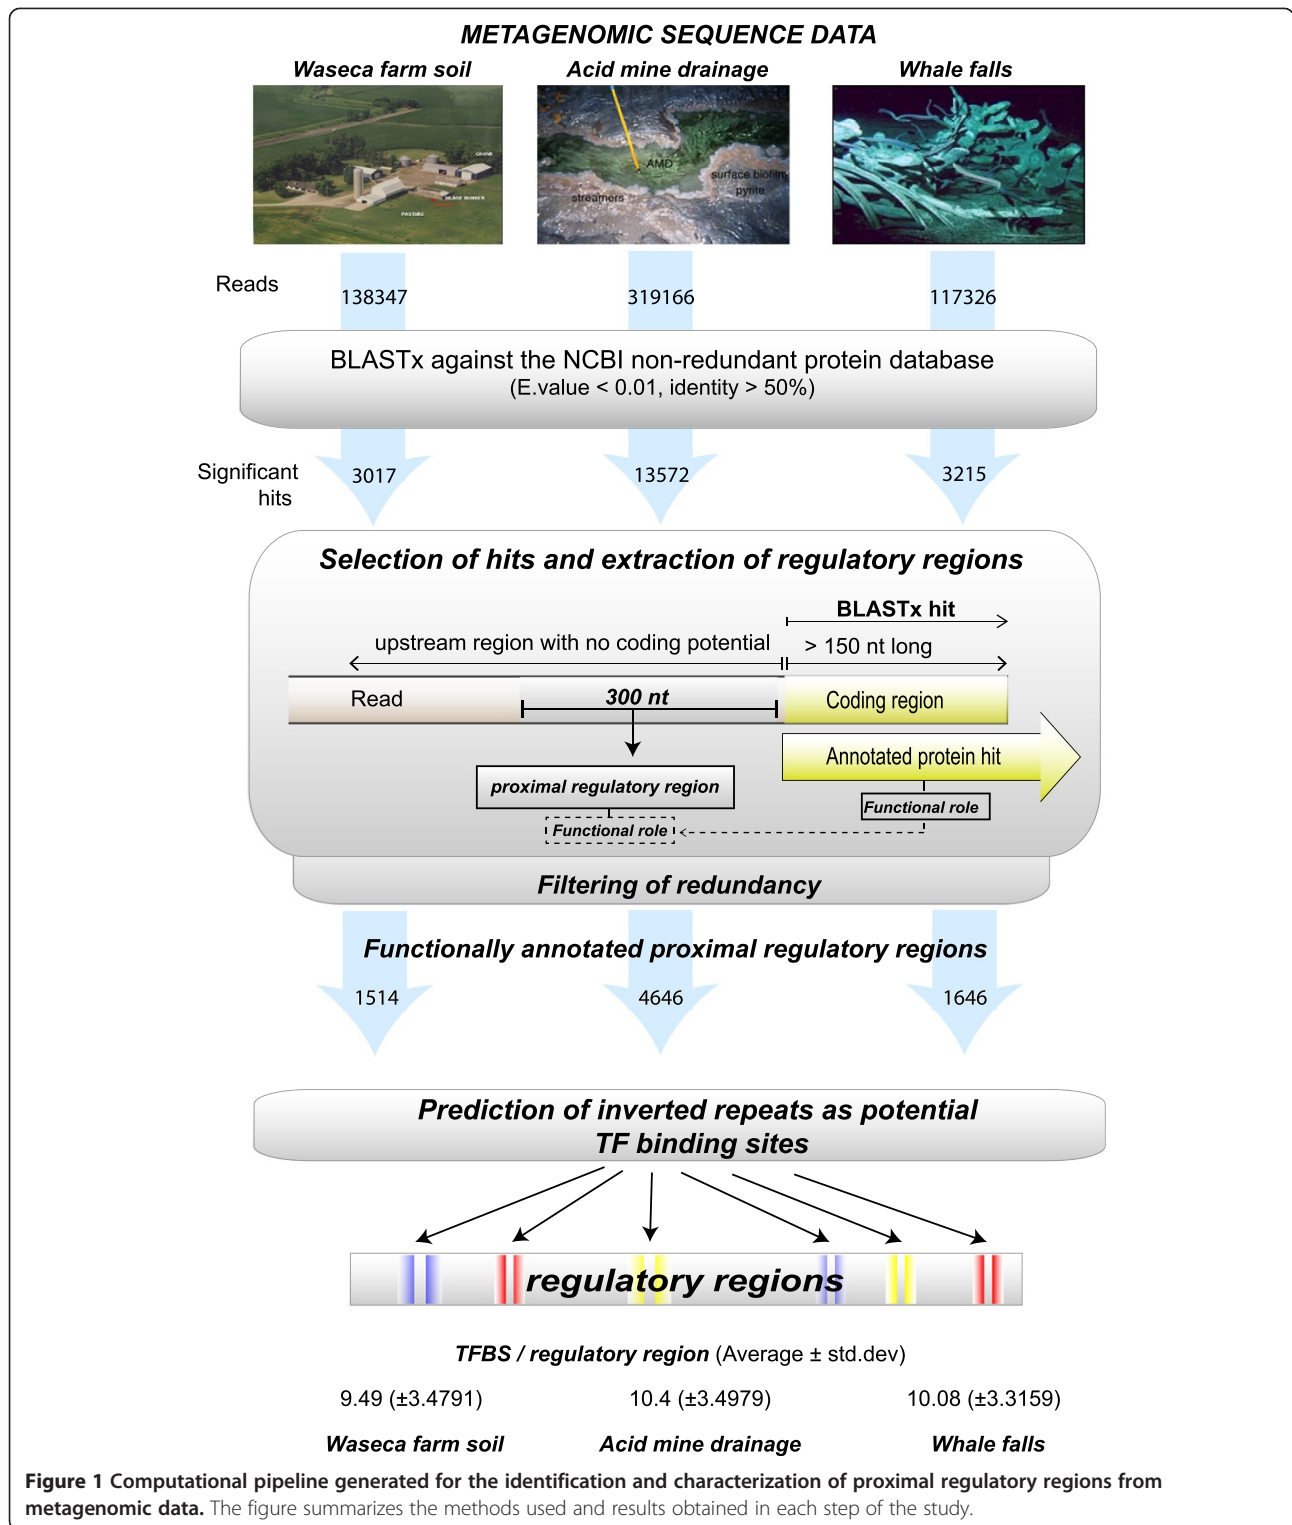 METAGENOMIC SEQUENCE DATA
Waseca farm soil
Acid mine drainage
Whale falls
GROVE
PASTURE
AMD
surface biofilm
pyrite
streamers
Reads
138347
319166
117326
BLASTx against the NCBI non-redundant protein database
(E.value < 0.01, identity > 50%)
Significant
hits
3017
13572
3215
Selection of hits and extraction of regulatory regions
BLASTx hit
upstream region with no coding potential
> 150 nt long
Read
300 nt
Coding region
Annotated protein hit
proximal regulatory region
Functional role
Functional role
Filtering of redundancy
Functionally annotated proximal regulatory regions
1514
4646
1646
Prediction of inverted repeats as potential
TF binding sites
regulatory regions
TFBS / regulatory region (Average ± std.dev)
9.49 (±3.4791)
10.4 (±3.4979)
10.08 (±3.3159)
Waseca farm soil
Acid mine drainage
Whale falls
Figure 1 Computational pipeline generated for the identification and characterization of proximal regulatory regions from
metagenomic data. The figure summarizes the methods used and results obtained in each step of the study.